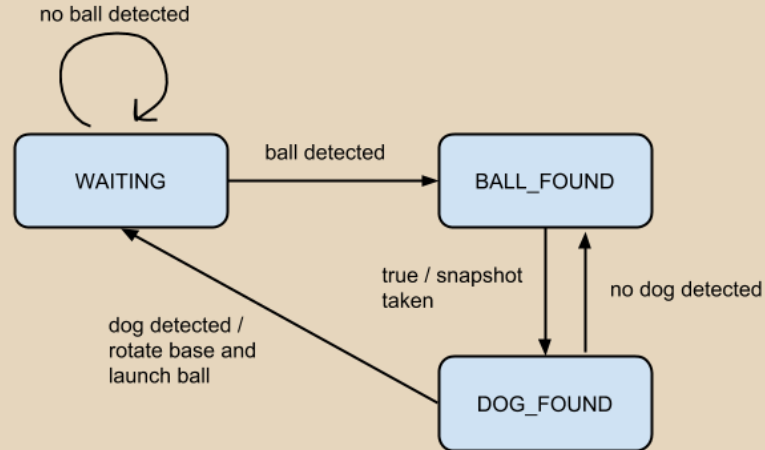 no ball detected
ball detected
WAITING
BALL_FOUND
true / snapshot
taken
no dog detected
dog detected /
rotate base and
launch ball
DOG_FOUND